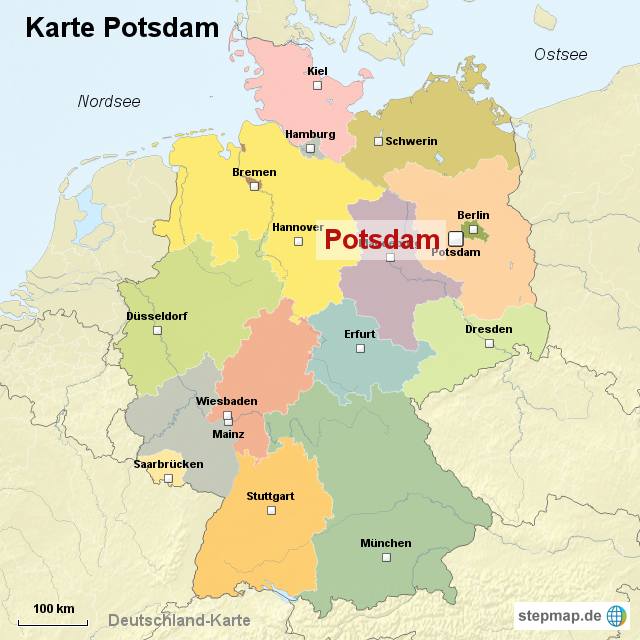 Karte Potsdam
Ostsee
Nordsee
Kiel
Hamburg
Schwerin
Bremen
Berlin
Hannover
Potsdam
Potsdam
Düsseldorf
Erfurt
Dresden
Wiesbaden
Mainz
Saarbrücken
Stuttgart
München
100 km
Deutschland-Karte
stepmap.de